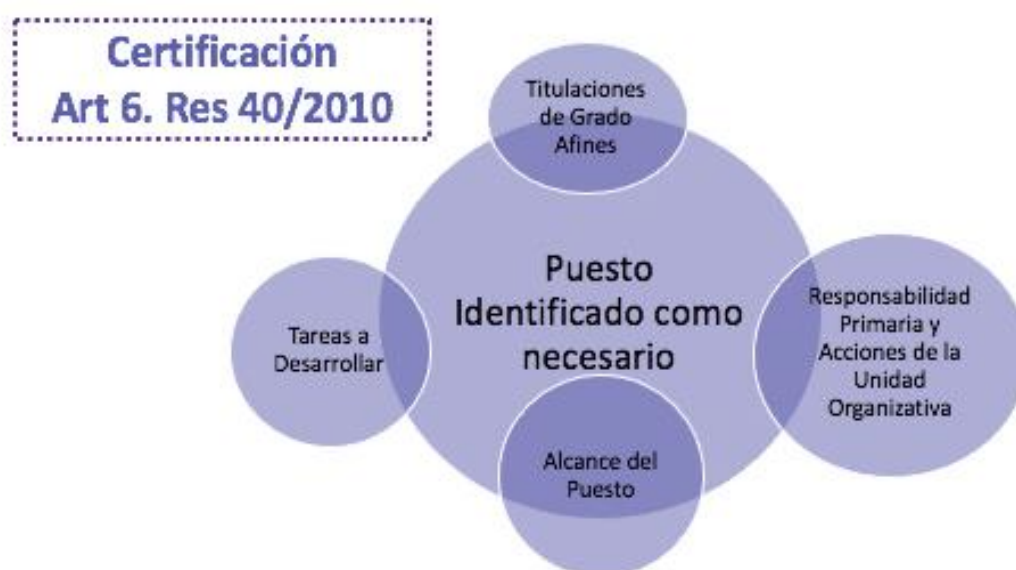 Certificación
Art 6. Res 40/2010
Titulaciones
de Grado
Afines
Puesto
Identificado como
necesario
Responsabilidad
Primaria y
Acciones de la
Unidad
Organizativa
Tareas a
Desarrollar
Alcance del
Puesto